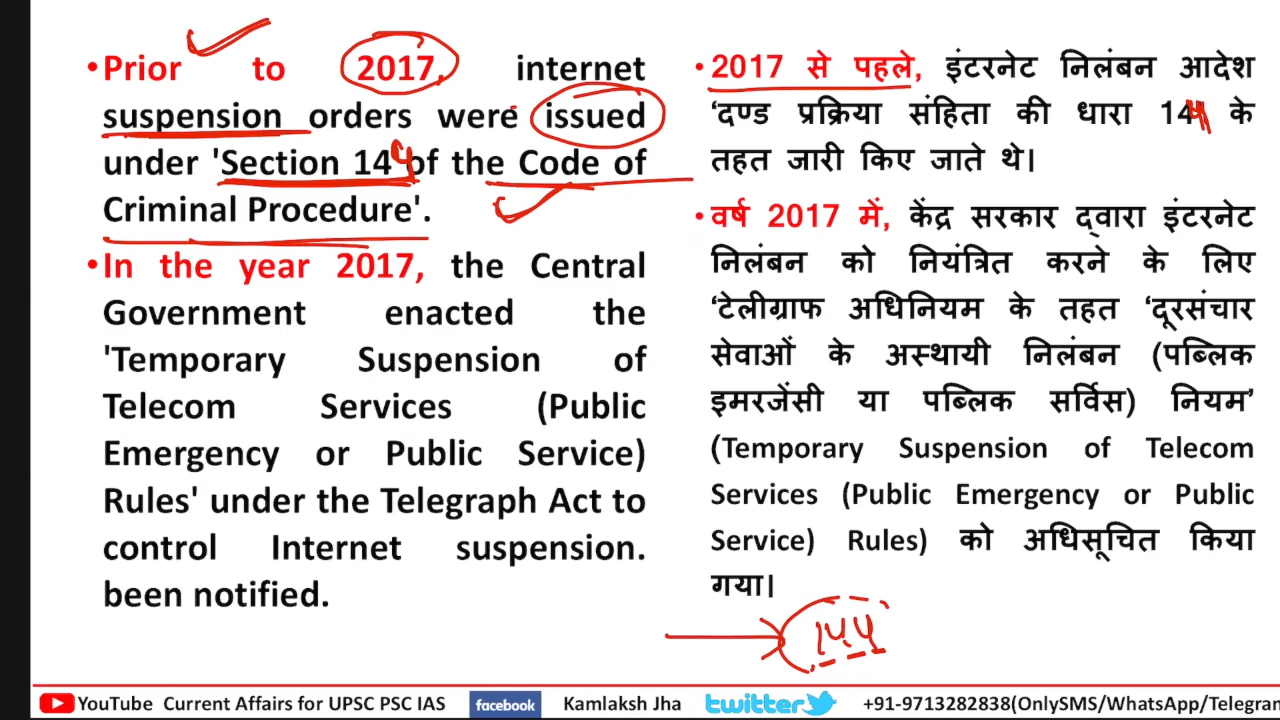 •Prior to 2017, internet
suspension orders were issued
under 'Section 144 of the Code of
Criminal Procedure'.
•In the year 2017, the Central
Government enacted the
'Temporary Suspension of
Telecom Services (Public
Emergency or Public Service)
Rules' under the Telegraph Act to
control Internet suspension.
been notified.
•2017 से पहले, इंटरनेट निलंबन आदेश
‘दण्ड प्रक्रिया संहिता की धारा 144 के
तहत जारी किए जाते थे।
•वर्ष 2017 में, केंद्र सरकार द्वारा इंटरनेट
निलंबन को नियंत्रित करने के लिए
‘टेलीग्राफ अधिनियम के तहत ‘दूरसंचार
सेवाओं के अस्थायी निलंबन (पब्लिक
इमरजेंसी या पब्लिक सर्विस) नियम’
(Temporary Suspension of Telecom
Services (Public Emergency or Public
Service) Rules) को अधिसूचित किया
गया।
144
YouTube Current Affairs for UPSC PSC IAS facebook Kamlaksh Jha twitter +91-9713282838(OnlySMS/WhatsApp/Telegran